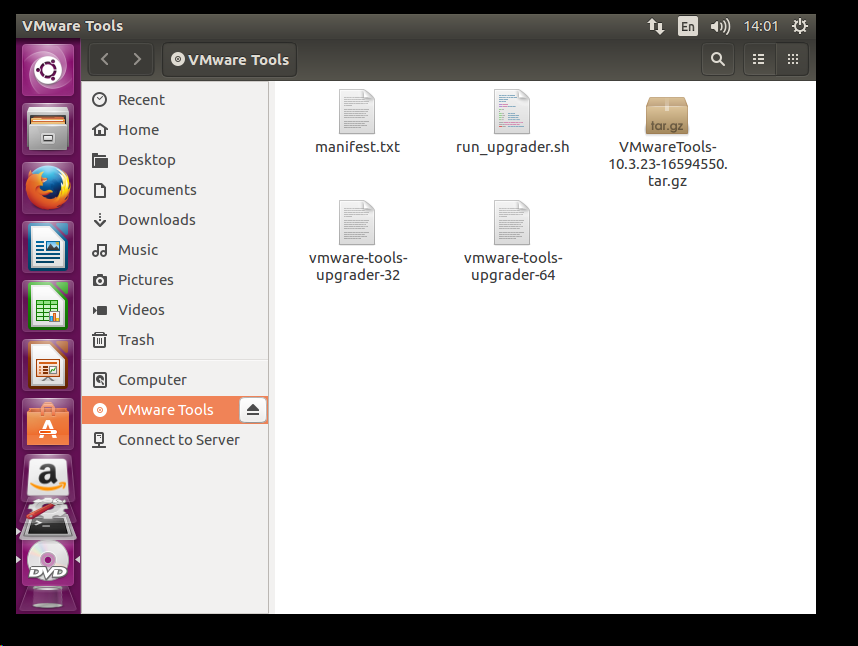 VMware Tools
En
14:01
VMware Tools
Recent
Home
Desktop
Documents
Downloads
Music
Pictures
Videos
Trash
Computer
VMware Tools
Connect to Server
manifest.txt
run_upgrader.sh
tar.gz
VMwareTools-
10.3.23-16594550.
tar.gz
vmware-tools-
upgrader-32
vmware-tools-
upgrader-64
A
a
>_
DVD